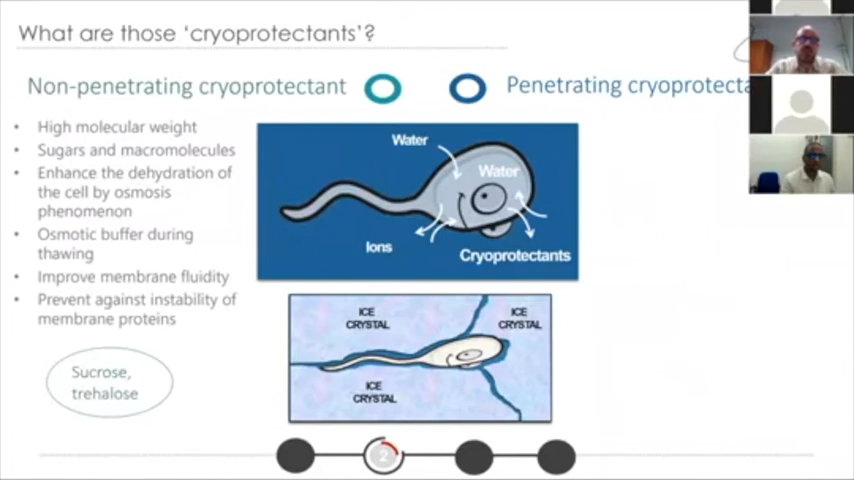 What are those ‘cryoprotectants’?
Non-penetrating cryoprotectant
Penetrating cryoprotecta
• High molecular weight
• Sugars and macromolecules
• Enhance the dehydration of
the cell by osmosis
phenomenon
• Osmotic buffer during
thawing
• Improve membrane fluidity
• Prevent against instability of
membrane proteins
Sucrose,
trehalose
Water
Water
Ions
Cryoprotectants
ICE
CRYSTAL
ICE
CRYSTAL
ICE
CRYSTAL
2